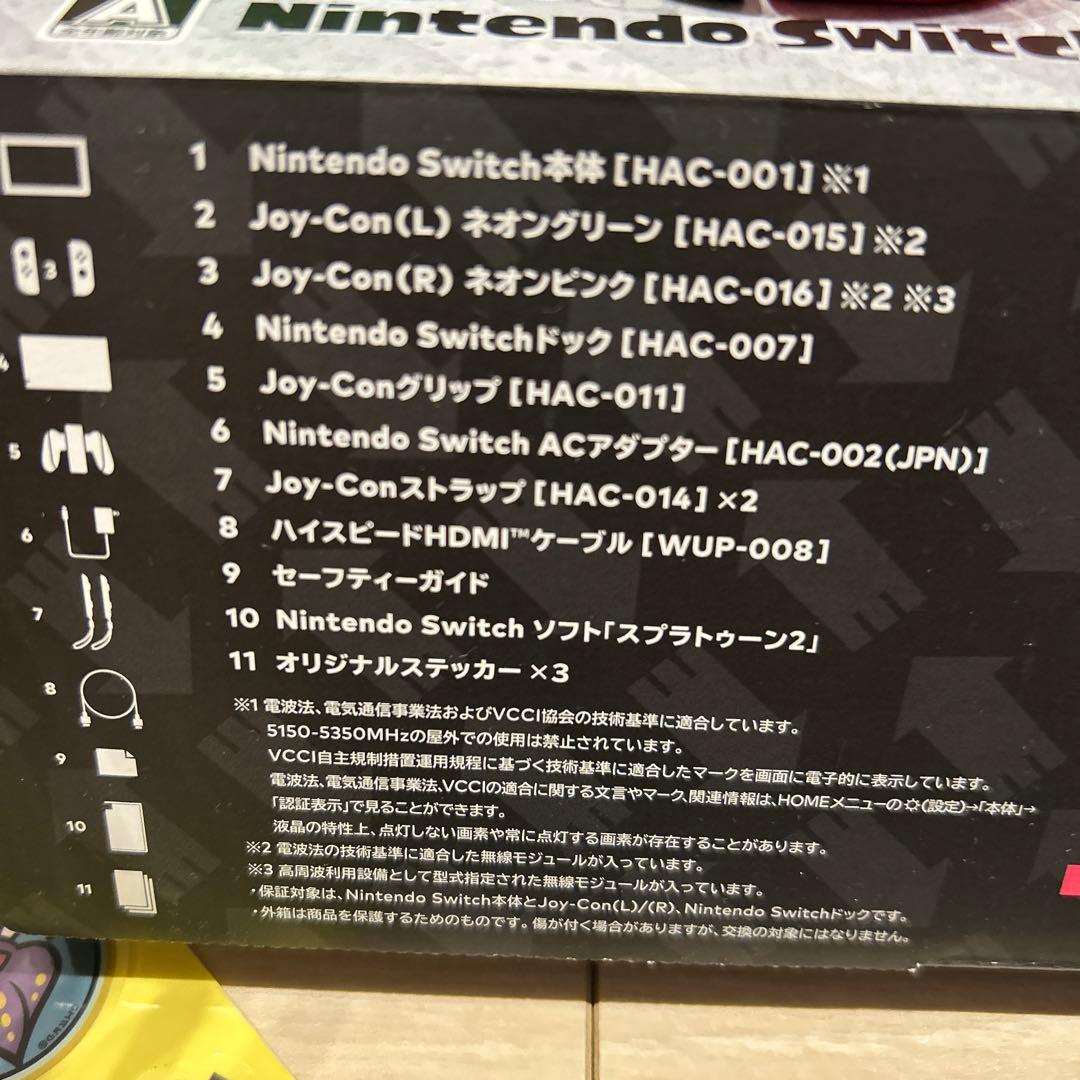 A
全年齢対象
Nintendo Switc
1 Nintendo Switch本体 [HAC-001] ※1
2 Joy-Con(L) ネオングリーン [HAC-015] ※2
3 Joy-Con(R) ネオンピンク [HAC-016] ※2 ※3
4 Nintendo Switchドック [HAC-007]
5 Joy-Conグリップ [HAC-011]
6 Nintendo Switch ACアダプター [HAC-002(JPN)]
7 Joy-Conストラップ [HAC-014] ×2
8 ハイスピードHDMI™ケーブル [WUP-008]
9 セーフティーガイド
10 Nintendo Switch ソフト「スプラトゥーン2」
11 オリジナルステッカー ×3
3
4
5
6
7
8
9
10
11
※1 電波法、電気通信事業法およびVCCI協会の技術基準に適合しています。
5150-5350MHzの屋外での使用は禁止されています。
VCCI自主規制措置運用規程に基づく技術基準に適合したマークを画面に電子的に表示しています。
電波法、電気通信事業法、VCCIの適合に関する文言やマーク、関連情報は、HOMEメニューの(設定)→「本体」→
「認証表示」で見ることができます。
液晶の特性上、点灯しない画素や常に点灯する画素が存在することがあります。
※2 電波法の技術基準に適合した無線モジュールが入っています。
※3 高周波利用設備として型式指定された無線モジュールが入っています。
・保証対象は、Nintendo Switch本体とJoy-Con(L)/(R)、Nintendo Switchドックです。
・外箱は商品を保護するためのものです。傷が付く場合がありますが、交換の対象にはなりません。